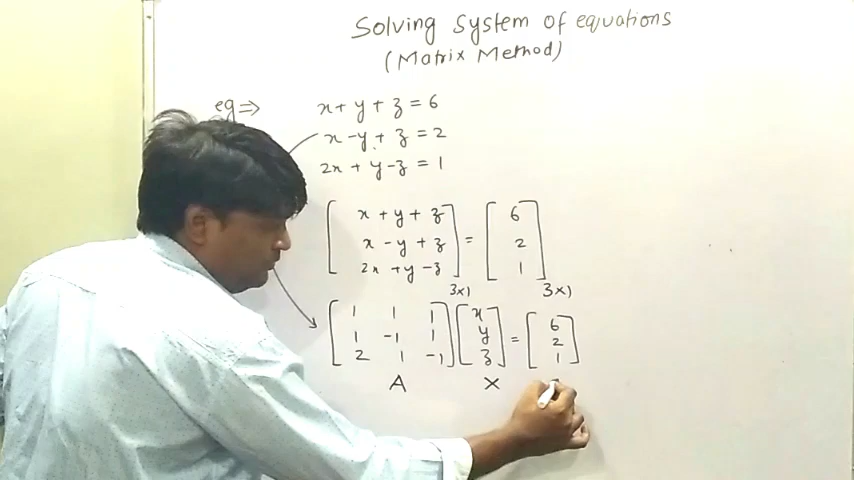 Solving System of equations
(Matrix Method)
eg ⇒ x + y + z = 6
x - y + z = 2
2x + y - z = 1
[ x + y + z ] = [ 6 ]
[ x - y + z ] [ 2 ]
[ 2x + y - z ] 3×1 [ 1 ] 3×1
[ 1 1 1 ] [ x ] = [ 6 ]
[ 1 -1 1 ] [ y ] [ 2 ]
[ 2 1 -1 ] [ z ] [ 1 ]
A X